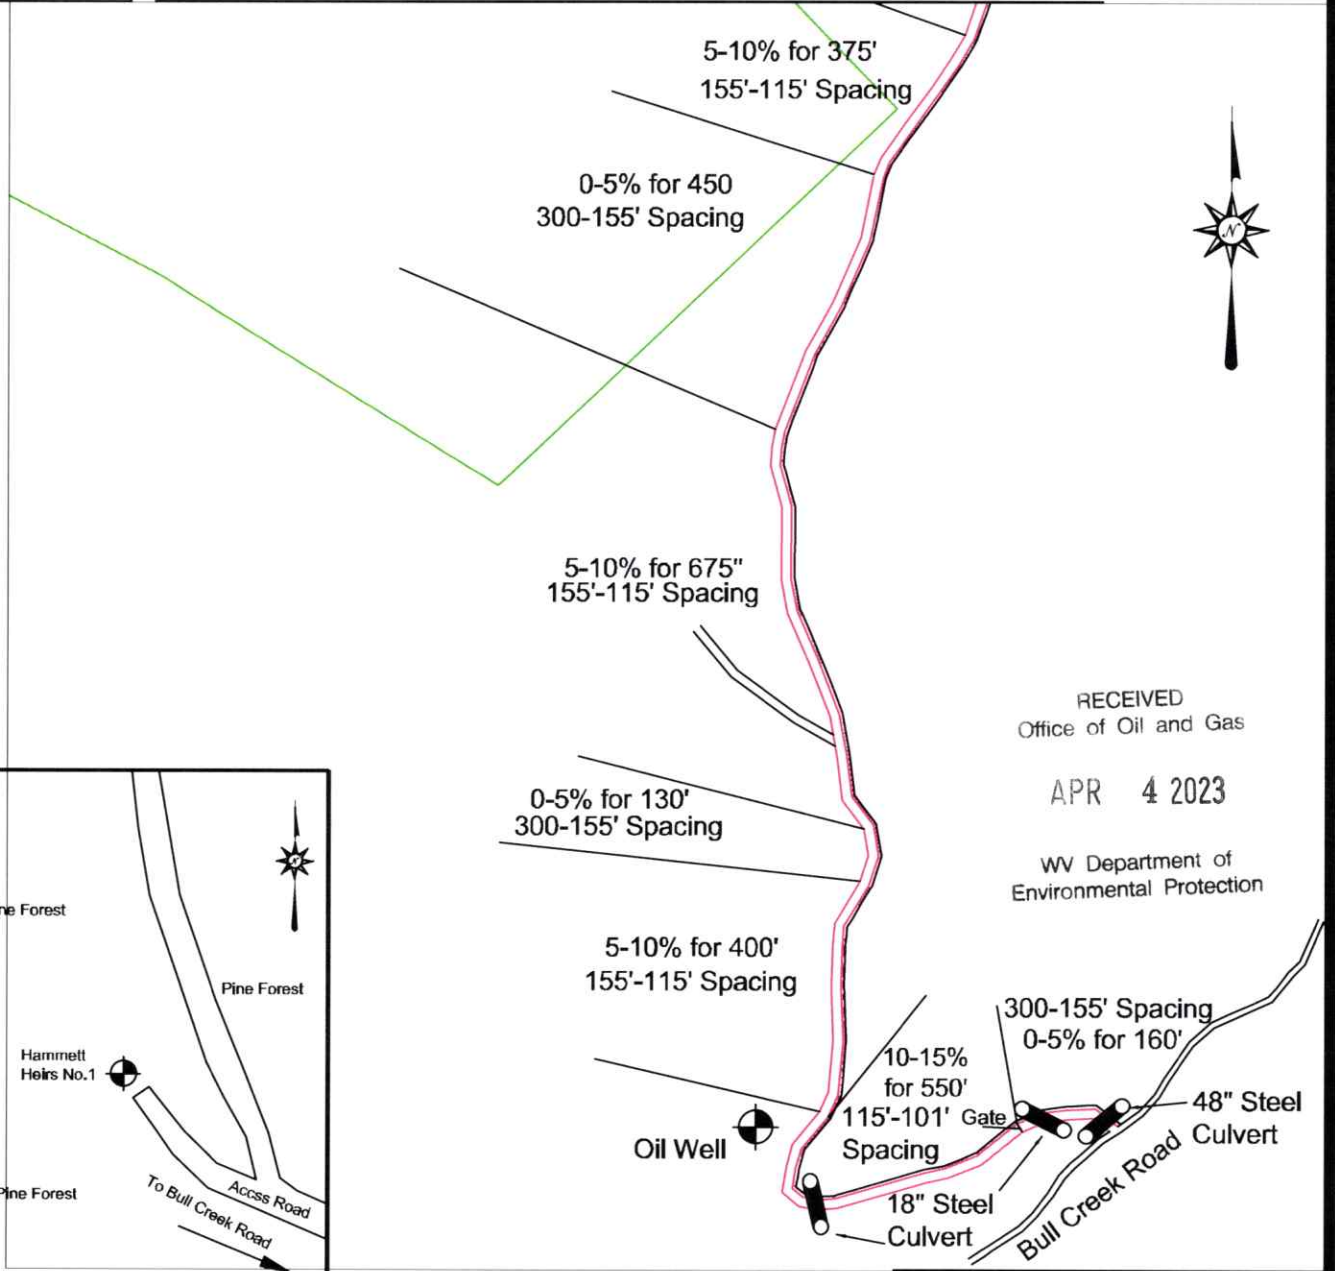 5-10% for 375'
155'-115' Spacing
0-5% for 450
300-155' Spacing
N
5-10% for 675"
155'-115' Spacing
RECEIVED
Office of Oil and Gas
APR 4 2023
WV Department of
Environmental Protection
0-5% for 130'
300-155' Spacing
5-10% for 400'
155'-115' Spacing
300-155' Spacing
0-5% for 160'
10-15%
for 550'
115'-101'
Spacing
Gate
48" Steel
Culvert
Oil Well
18" Steel
Culvert
Bull Creek Road
ne Forest
Pine Forest
Hammett
Heirs No.1
Pine Forest
Accss Road
To Bull Creek Road